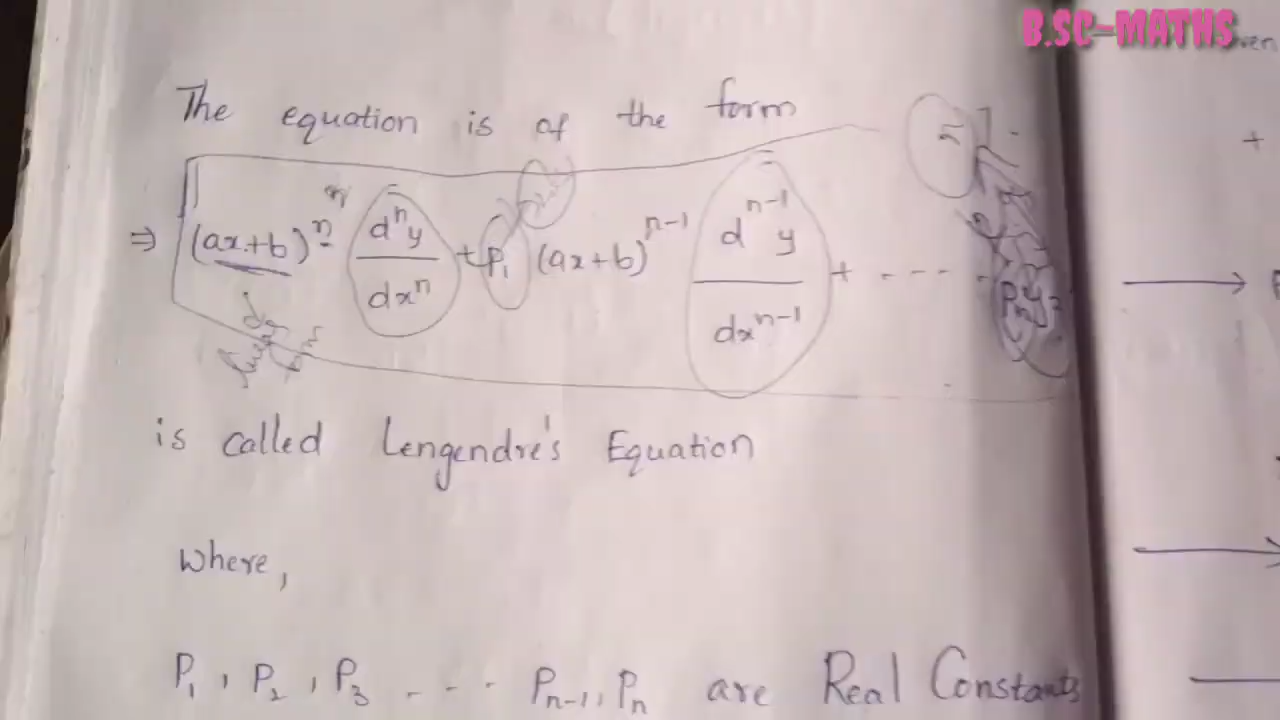 B.SC-MATHS
The equation is of the form
⇒ (ax+b)^n d^n y / dx^n + P₁ (ax+b)^{n-1} d^{n-1} y / dx^{n-1} + - - - - Pₙy
is called Lengendre's Equation
Where,
P₁, P₂, P₃ - - - Pₙ₋₁, Pₙ are Real Constants